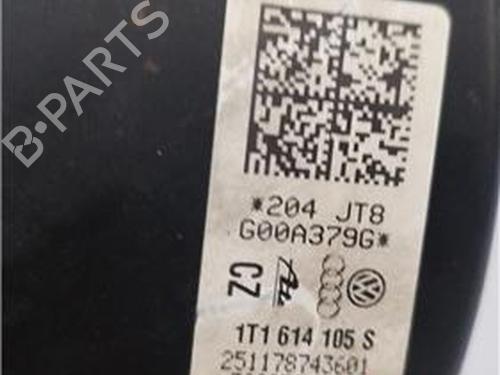 B·PARTS
*204 JT8
G00A379G*
CZ
1T1 614 105 S
251178743601